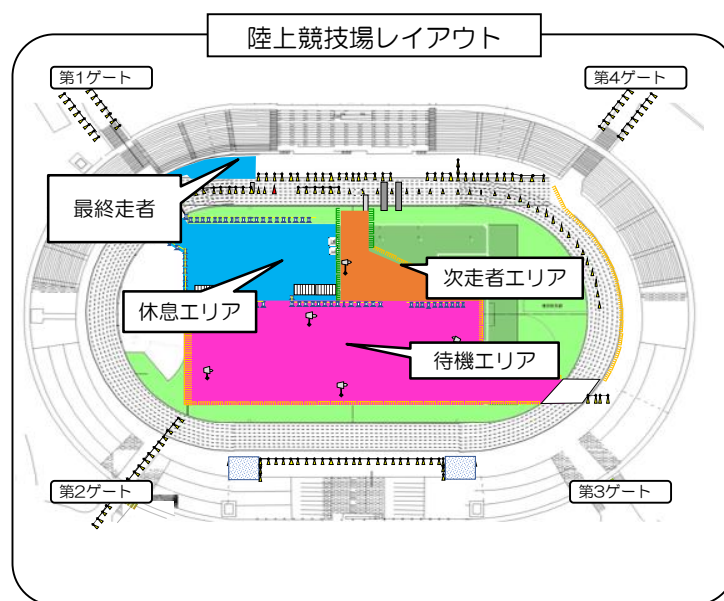 陸上競技場レイアウト
第1ゲート
第4ゲート
最終走者
次走者エリア
休息エリア
待機エリア
第2ゲート
第3ゲート